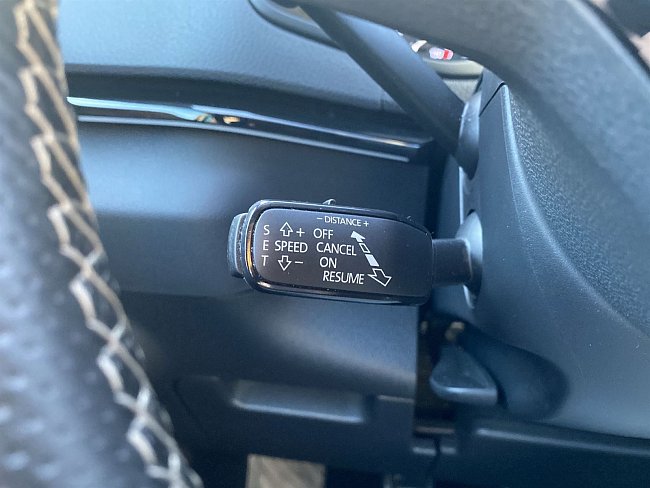 - DISTANCE +
S + OFF
E SPEED CANCEL
T - ON
RESUME